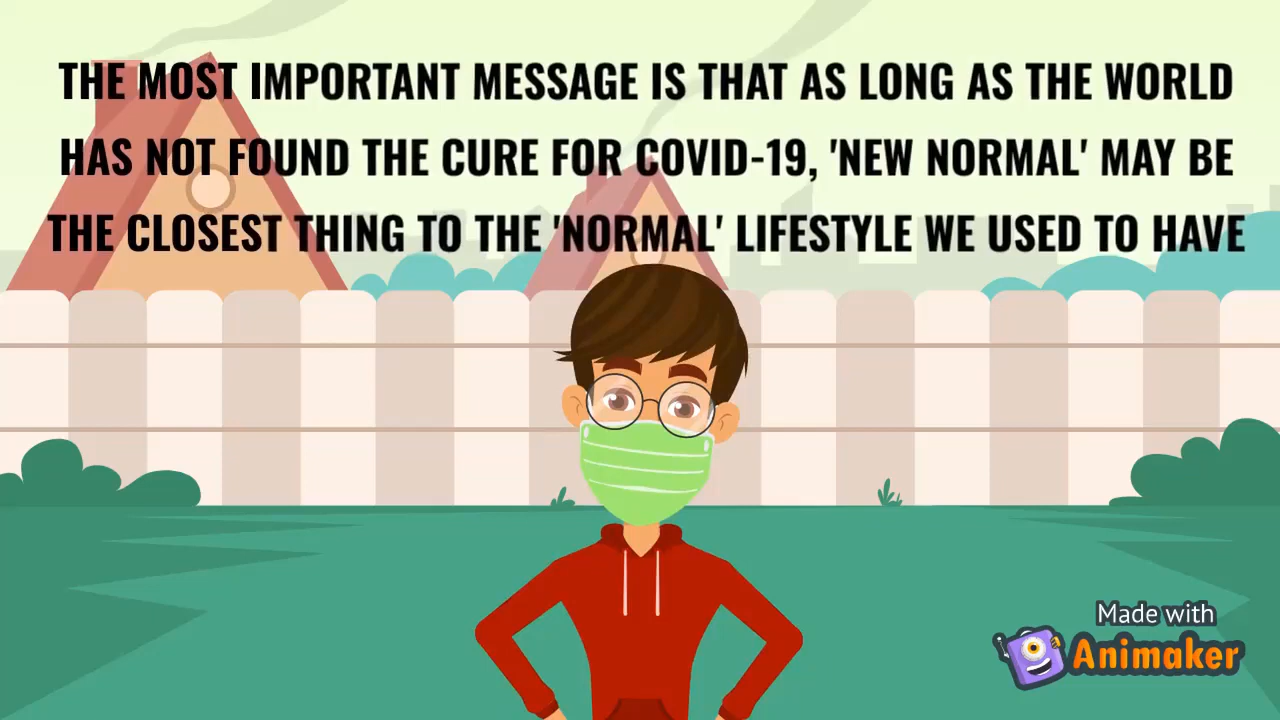 THE MOST IMPORTANT MESSAGE IS THAT AS LONG AS THE WORLD
HAS NOT FOUND THE CURE FOR COVID-19, 'NEW NORMAL' MAY BE
THE CLOSEST THING TO THE 'NORMAL' LIFESTYLE WE USED TO HAVE
Made with
Animaker